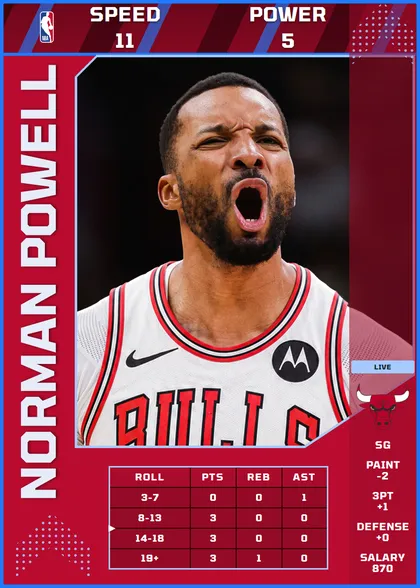 SPEED
11
POWER
5
NBA
NORMAN POWELL
BULLS
LIVE
SG
PAINT
-2
3PT
+1
DEFENSE
+0
SALARY
870
ROLL PTS REB AST
3-7 0 0 1
8-13 3 0 0
14-18 3 0 0
19+ 3 1 0